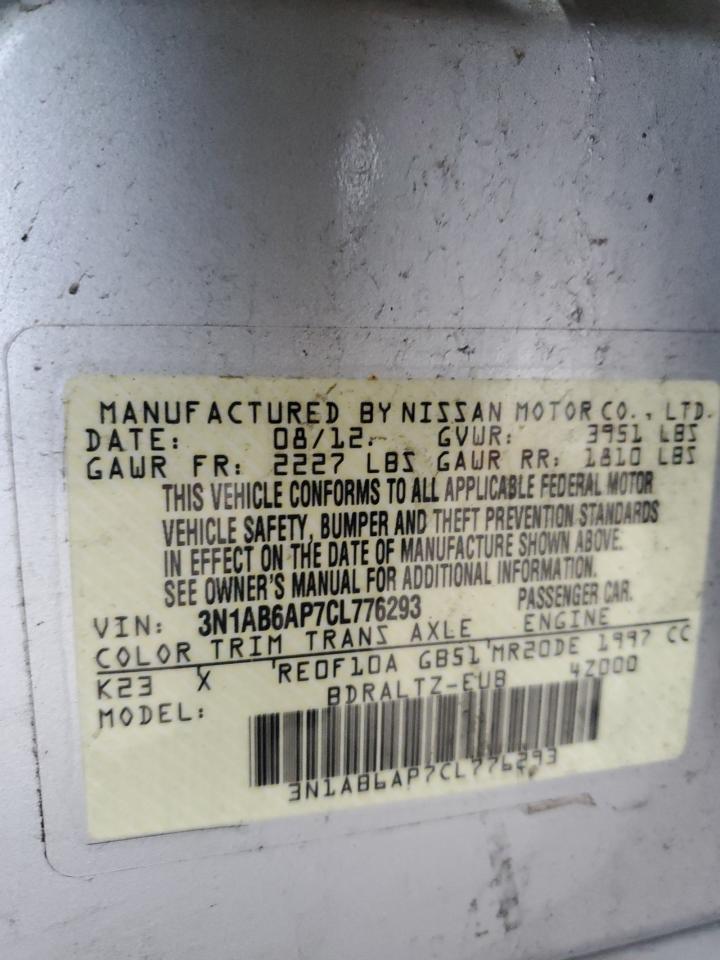 MANUFACTURED BY NISSAN MOTOR CO., LTD.
DATE: 08/12 GVWR: 3951 LBS
GAWR FR: 2227 LBS GAWR RR: 1810 LBS
THIS VEHICLE CONFORMS TO ALL APPLICABLE FEDERAL MOTOR
VEHICLE SAFETY, BUMPER AND THEFT PREVENTION STANDARDS
IN EFFECT ON THE DATE OF MANUFACTURE SHOWN ABOVE.
SEE OWNER'S MANUAL FOR ADDITIONAL INFORMATION.
VIN: 3N1AB6AP7CL776293 PASSENGER CAR.
COLOR TRIM TRANS AXLE ENGINE
K23 X RE0F10A GB51 MR20DE 1997 CC
MODEL: BDRALTZ-EUB 4Z000
3N1AB6AP7CL776293